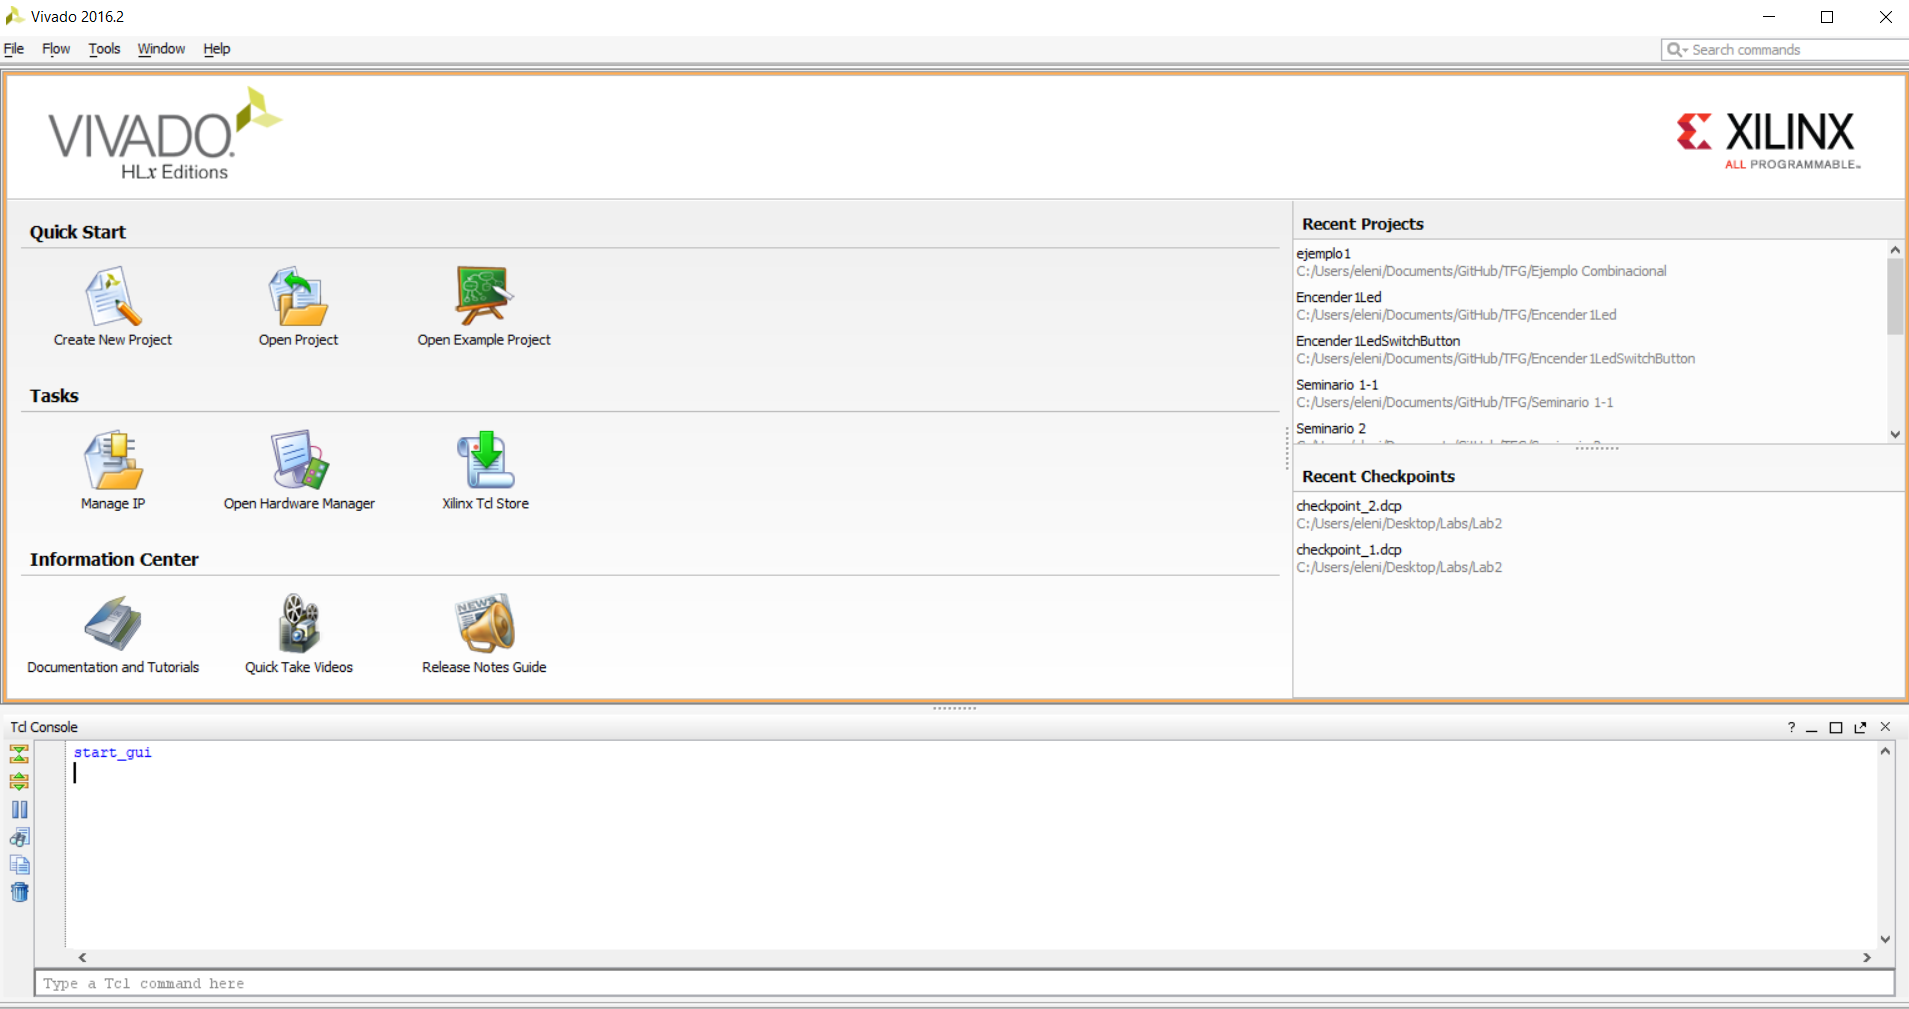 Vivado 2016.2
File Flow Tools Window Help
Search commands
VIVADO.
HLx Editions
XILINX
ALL PROGRAMMABLE™
Quick Start
Create New Project
Open Project
Open Example Project
Tasks
Manage IP
Open Hardware Manager
Xilinx Tcl Store
Information Center
NEWS
Documentation and Tutorials
Quick Take Videos
Release Notes Guide
Recent Projects
ejemplo1
C:/Users/eleni/Documents/GitHub/TFG/Ejemplo Combinacional
Encender1Led
C:/Users/eleni/Documents/GitHub/TFG/Encender1Led
Encender1LedSwitchButton
C:/Users/eleni/Documents/GitHub/TFG/Encender1LedSwitchButton
Seminario 1-1
C:/Users/eleni/Documents/GitHub/TFG/Seminario 1-1
Seminario 2
Recent Checkpoints
checkpoint_2.dcp
C:/Users/eleni/Desktop/Labs/Lab2
checkpoint_1.dcp
C:/Users/eleni/Desktop/Labs/Lab2
Tcl Console
start_gui
Type a Tcl command here